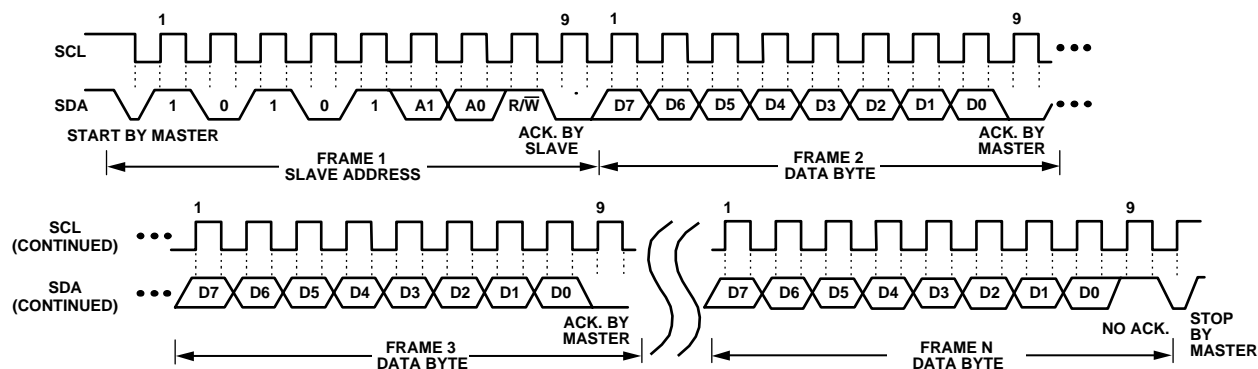 1 9 1 9
SCL
SDA 1 0 1 0 1 A1 A0 R/W̅ D7 D6 D5 D4 D3 D2 D1 D0
START BY MASTER
ACK. BY
SLAVE
ACK. BY
MASTER
FRAME 1
SLAVE ADDRESS
FRAME 2
DATA BYTE
1 9 1 9
SCL
(CONTINUED)
SDA
(CONTINUED)
D7 D6 D5 D4 D3 D2 D1 D0 D7 D6 D5 D4 D3 D2 D1 D0
ACK. BY
MASTER
NO ACK.
STOP
BY
MASTER
FRAME 3
DATA BYTE
FRAME N
DATA BYTE